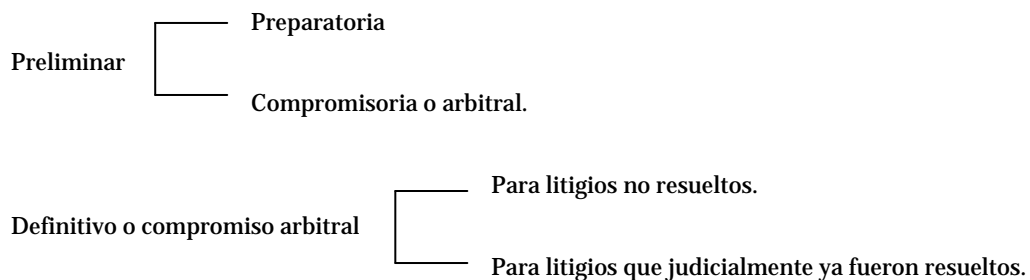 Preparatoria
Preliminar
Compromisoria o arbitral.
Para litigios no resueltos.
Definitivo o compromiso arbitral
Para litigios que judicialmente ya fueron resueltos.